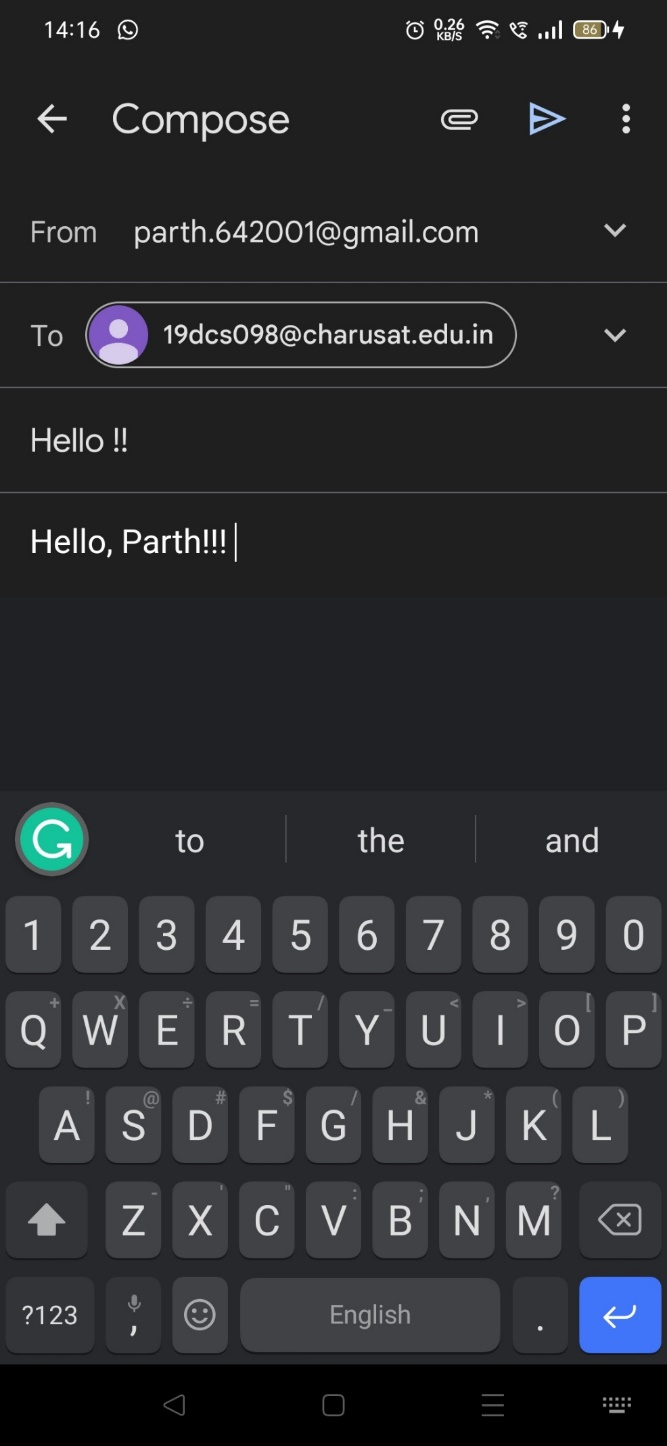 14:16 0.26 KB/S 86
Compose
From parth.642001@gmail.com
To 19dcs098@charusat.edu.in
Hello !!
Hello, Parth!!!
G to the and
1 2 3 4 5 6 7 8 9 0
+ X ÷ = / _ < > [ ]
Q W E R T Y U I O P
! @ # $ / & * ( )
A S D F G H J K L
- ' " : ; , ?
Z X C V B N M
?123 , English .